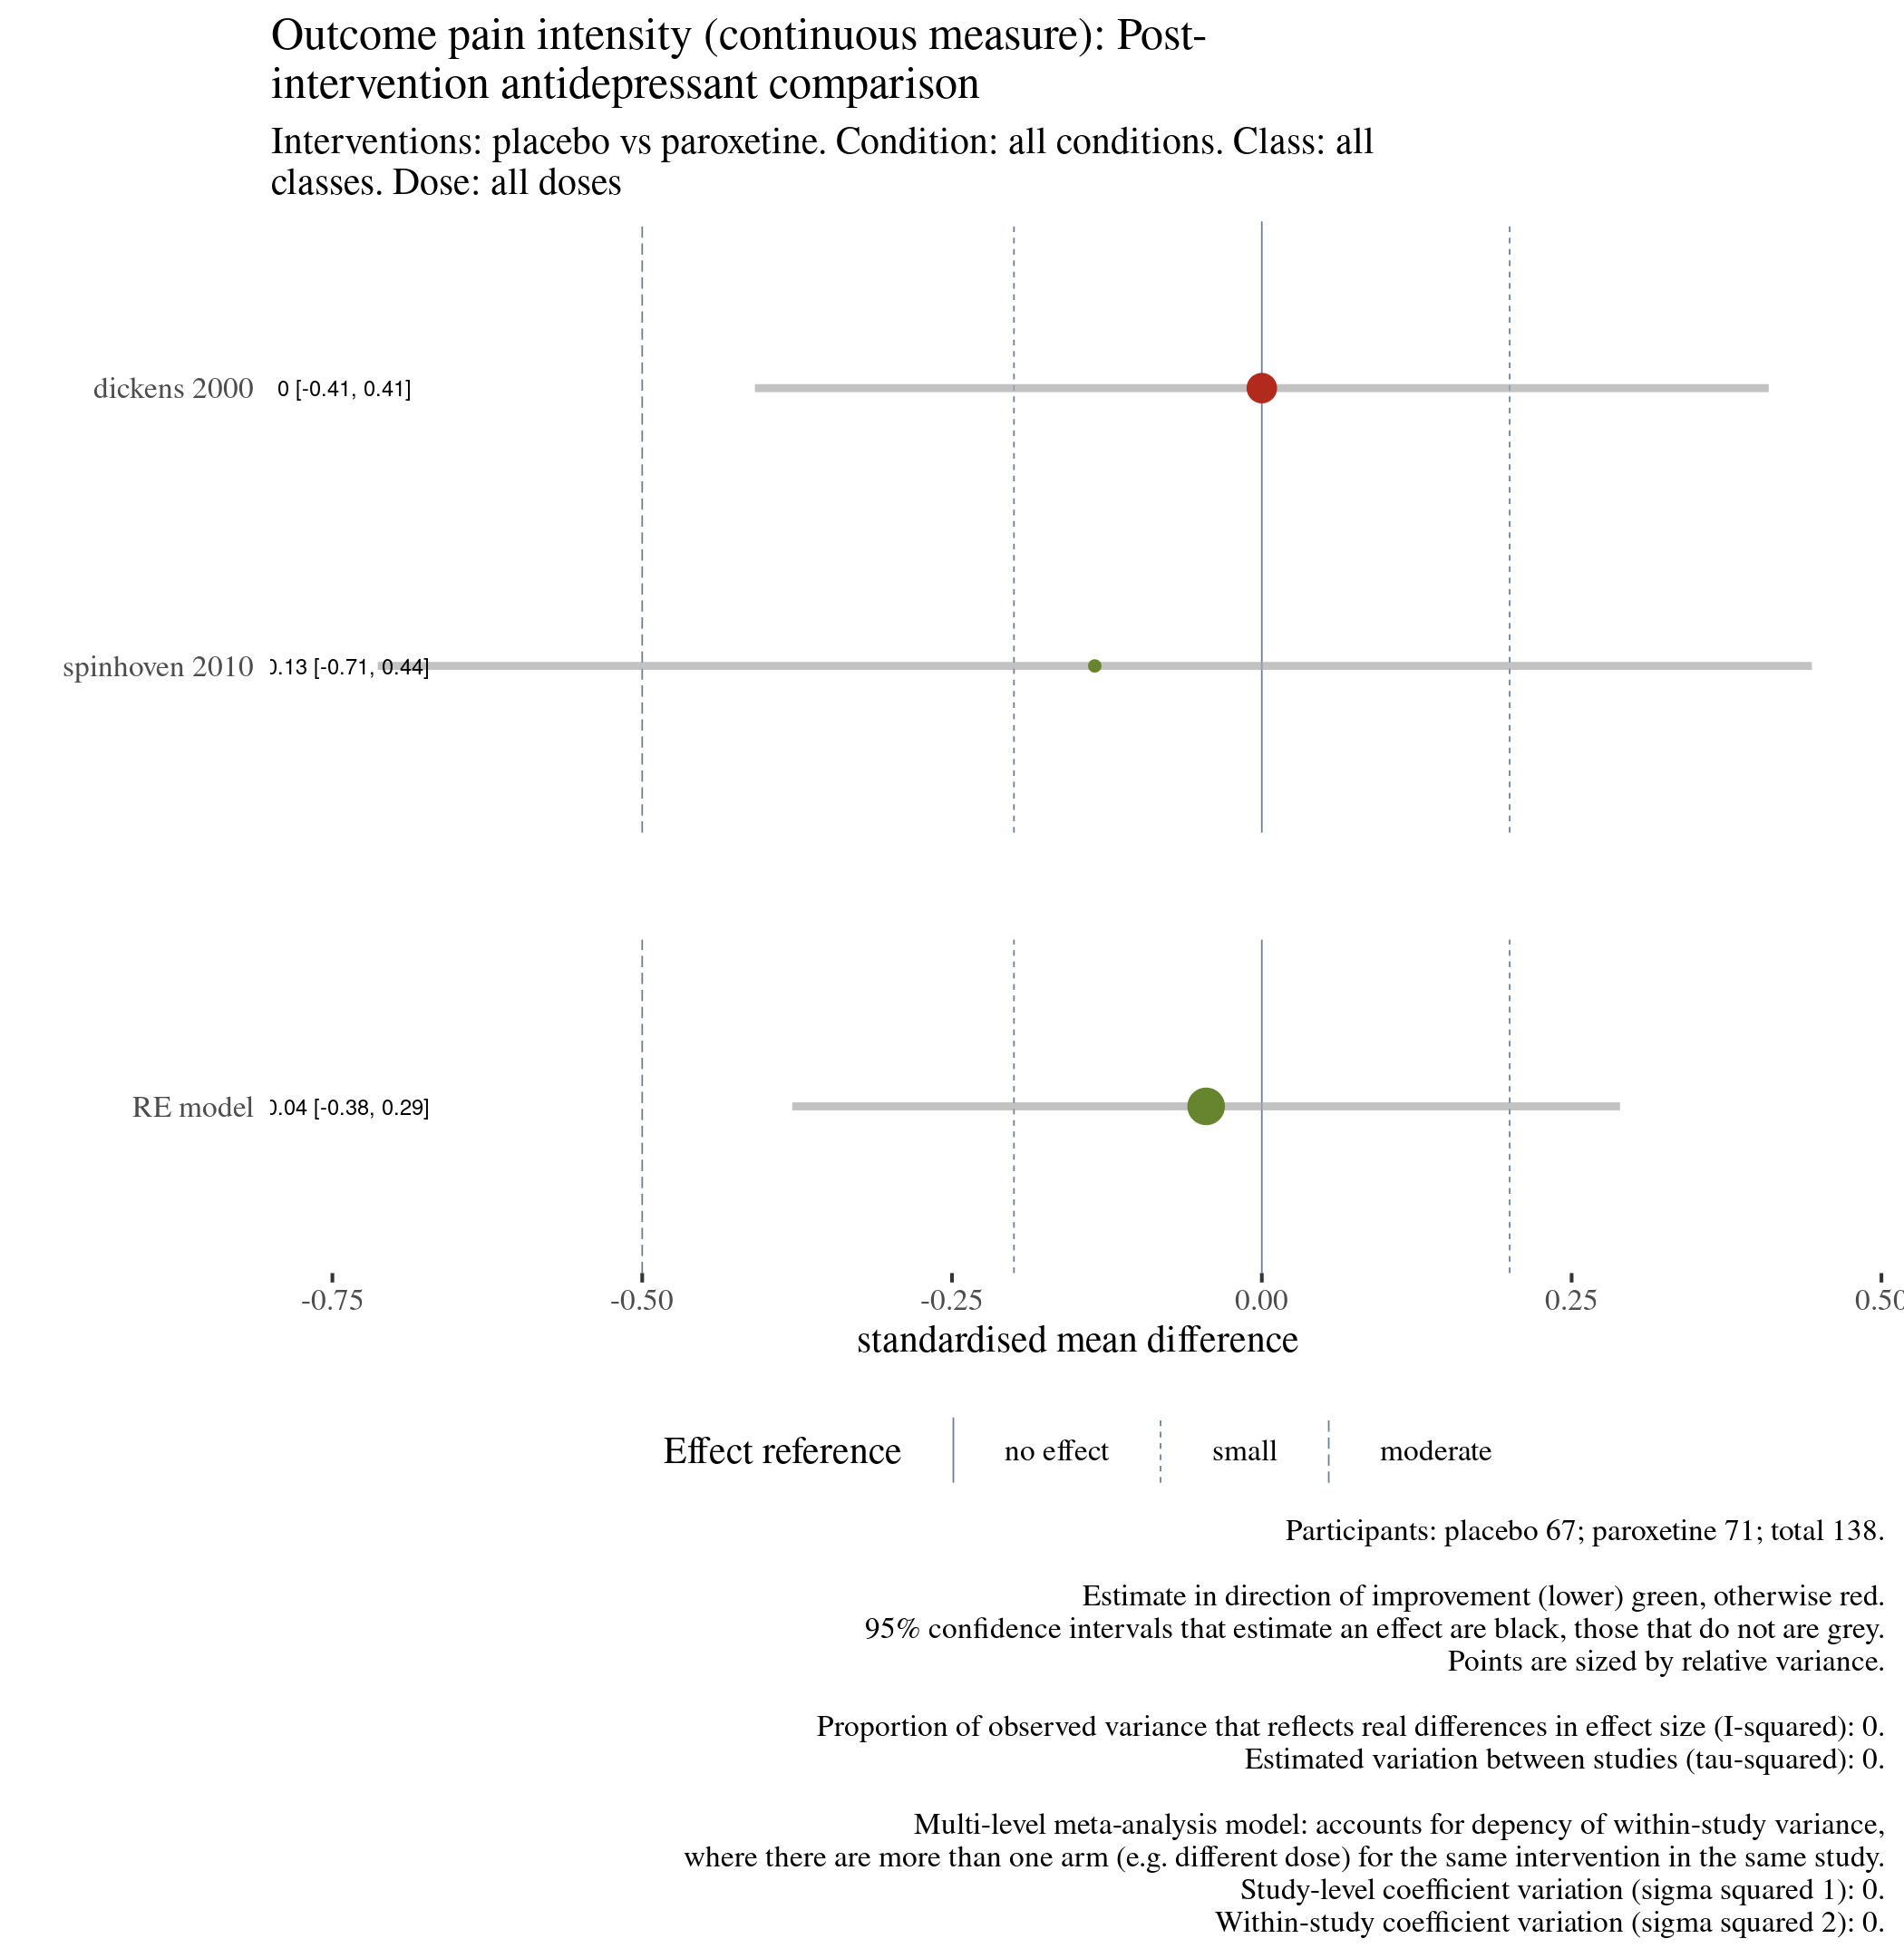 Outcome pain intensity (continuous measure): Post-
intervention antidepressant comparison
Interventions: placebo vs paroxetine. Condition: all conditions. Class: all
classes. Dose: all doses
dickens 2000 0 [-0.41, 0.41]
spinhoven 2010 0.13 [-0.71, 0.44]
RE model 0.04 [-0.38, 0.29]
-0.75 -0.50 -0.25 0.00 0.25 0.50
standardised mean difference
Effect reference no effect small moderate
Participants: placebo 67; paroxetine 71; total 138.
Estimate in direction of improvement (lower) green, otherwise red.
95% confidence intervals that estimate an effect are black, those that do not are grey.
Points are sized by relative variance.
Proportion of observed variance that reflects real differences in effect size (I-squared): 0.
Estimated variation between studies (tau-squared): 0.
Multi-level meta-analysis model: accounts for depency of within-study variance,
where there are more than one arm (e.g. different dose) for the same intervention in the same study.
Study-level coefficient variation (sigma squared 1): 0.
Within-study coefficient variation (sigma squared 2): 0.